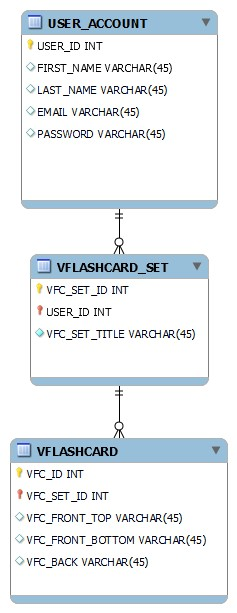 USER_ACCOUNT
USER_ID INT
FIRST_NAME VARCHAR(45)
LAST_NAME VARCHAR(45)
EMAIL VARCHAR(45)
PASSWORD VARCHAR(45)
VFLASHCARD_SET
VFC_SET_ID INT
USER_ID INT
VFC_SET_TITLE VARCHAR(45)
VFLASHCARD
VFC_ID INT
VFC_SET_ID INT
VFC_FRONT_TOP VARCHAR(45)
VFC_FRONT_BOTTOM VARCHAR(45)
VFC_BACK VARCHAR(45)